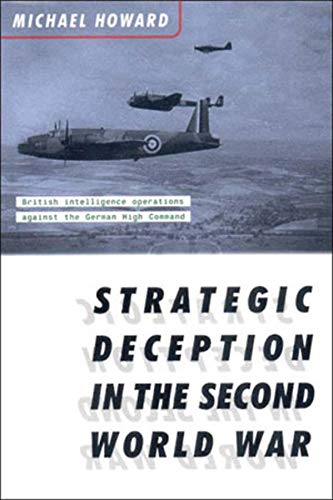 MICHAEL HOWARD
British intelligence operations
against the German High Command
STRATEGIC
DECEPTION
IN THE SECOND
WORLD WAR